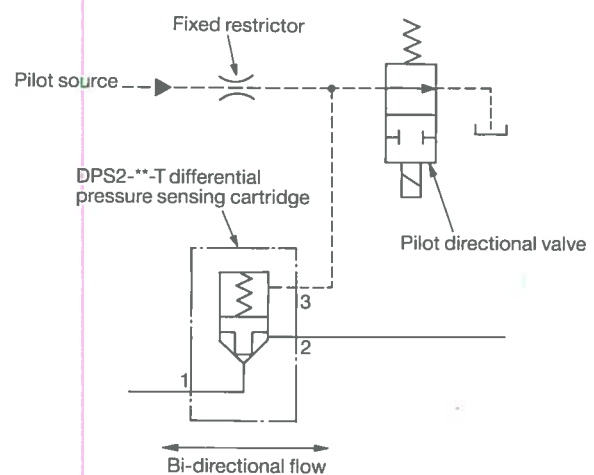 Fixed restrictor
Pilot source
DPS2-**-T differential
pressure sensing cartridge
Pilot directional valve
3
2
1
Bi-directional flow